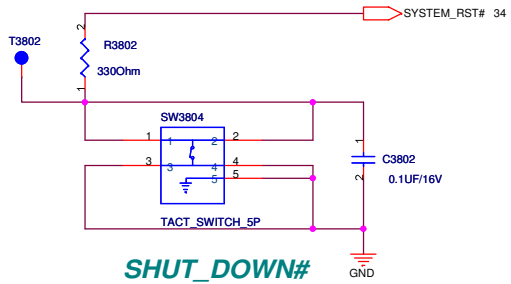 SYSTEM_RST# 34
T3802
2
R3802
330Ohm
1
SW3804
1 1 2 2
3 3 4 4
5 5
1
C3802
2
0.1UF/16V
TACT_SWITCH_5P
SHUT_DOWN#
GND